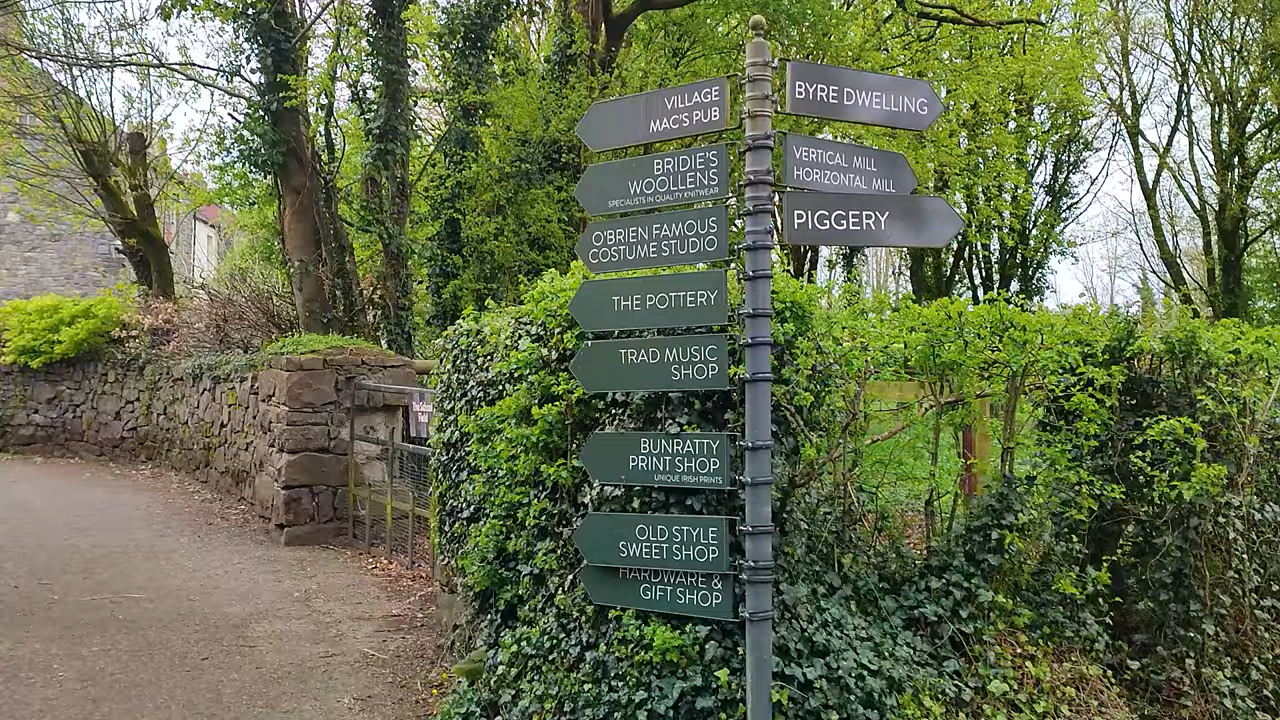 VILLAGE
MAC'S PUB
BRIDIE'S
WOOLLENS
SPECIALISTS IN QUALITY KNITWEAR
O'BRIEN FAMOUS
COSTUME STUDIO
THE POTTERY
TRAD MUSIC
SHOP
BUNRATTY
PRINT SHOP
UNIQUE IRISH PRINTS
OLD STYLE
SWEET SHOP
HARDWARE &
GIFT SHOP
BYRE DWELLING
VERTICAL MILL
HORIZONTAL MILL
PIGGERY